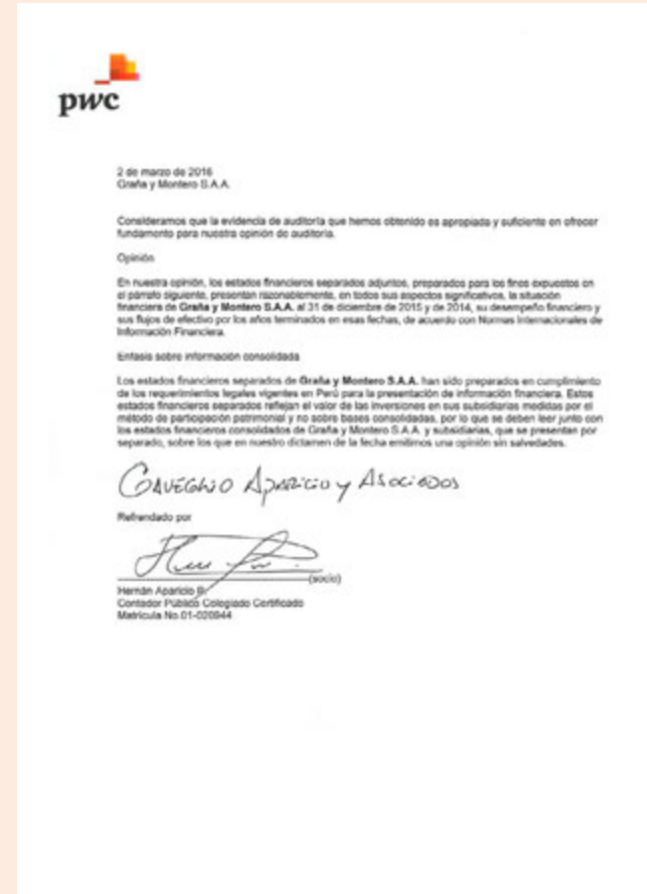 pwc
2 de marzo de 2016
Graña y Montero S.A.A.
Consideramos que la evidencia de auditoría que hemos obtenido es apropiada y suficiente en ofrecer
fundamento para nuestra opinión de auditoría.
Opinión
En nuestra opinión, los estados financieros separados adjuntos, preparados para los fines expuestos en
el párrafo siguiente, presentan razonablemente, en todos sus aspectos significativos, la situación
financiera de Graña y Montero S.A.A. al 31 de diciembre de 2015 y de 2014, su desempeño financiero y
sus flujos de efectivo por los años terminados en esas fechas, de acuerdo con Normas Internacionales de
Información Financiera.
Énfasis sobre información consolidada
Los estados financieros separados de Graña y Montero S.A.A. han sido preparados en cumplimiento
de los requerimientos legales vigentes en Perú para la presentación de información financiera. Estos
estados financieros separados reflejan el valor de las inversiones en sus subsidiarias medidas por el
método de participación patrimonial y no sobre bases consolidadas, por lo que se deben leer junto con
los estados financieros consolidados de Graña y Montero S.A.A. y subsidiarias, que se presentan por
separado, sobre los que en nuestro dictamen de la fecha emitimos una opinión sin salvedades.
Gaveglio Aparicio y Asociados
Refrendado por
(socio)
Hernán Aparicio P.
Contador Público Colegiado Certificado
Matrícula No.01-020944